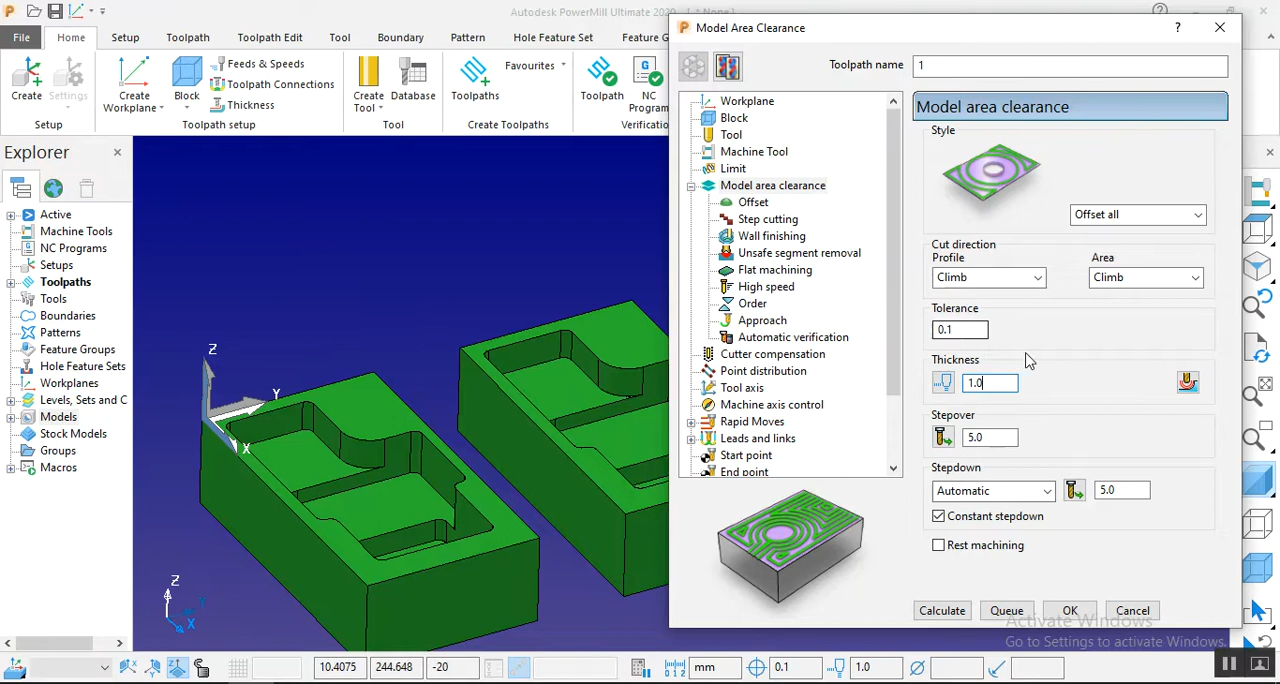 Autodesk PowerMill Ultimate 20
Model Area Clearance
File Home Setup Toolpath Toolpath Edit Tool Boundary Pattern Hole Feature Set Feature G
Create Settings
Setup
Create Workplane
Block
Feeds & Speeds
Toolpath Connections
Thickness
Toolpath setup
Create Tool
Database
Tool
Toolpaths
Favourites
Create Toolpaths
Toolpath
NC Program
Verificati
Toolpath name 1
Explorer
Active
Machine Tools
NC Programs
Setups
Toolpaths
Tools
Boundaries
Patterns
Feature Groups
Hole Feature Sets
Workplanes
Levels, Sets and C
Models
Stock Models
Groups
Macros
Z
Y
X
Z
Y
X
Workplane
Block
Tool
Machine Tool
Limit
Model area clearance
Offset
Step cutting
Wall finishing
Unsafe segment removal
Flat machining
High speed
Order
Approach
Automatic verification
Cutter compensation
Point distribution
Tool axis
Machine axis control
Rapid Moves
Leads and links
Start point
End point
Model area clearance
Style
Offset all
Cut direction
Profile Area
Climb Climb
Tolerance
0.1
Thickness
1.0
Stepover
5.0
Stepdown
Automatic 5.0
Constant stepdown
Rest machining
Calculate Queue OK Cancel
Activate Windows
Go to Settings to activate Windows.
10.4075 244.648 -20 mm 0.1 1.0